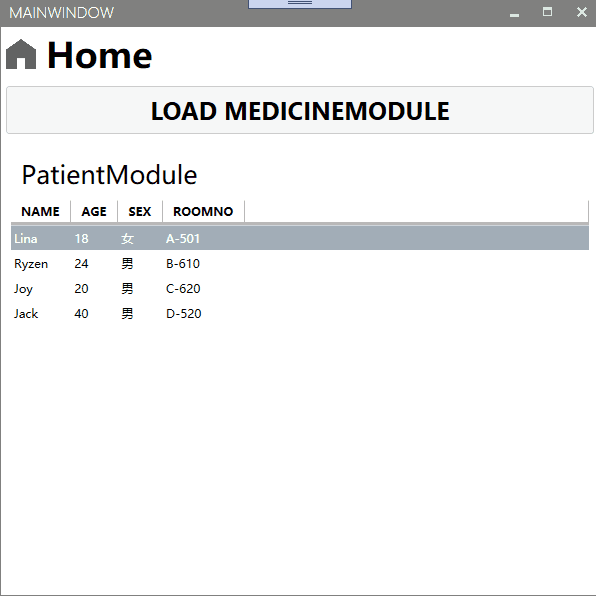 MAINWINDOW
Home
LOAD MEDICINEMODULE
PatientModule
NAME AGE SEX ROOMNO
Lina 18 女 A-501
Ryzen 24 男 B-610
Joy 20 男 C-620
Jack 40 男 D-520